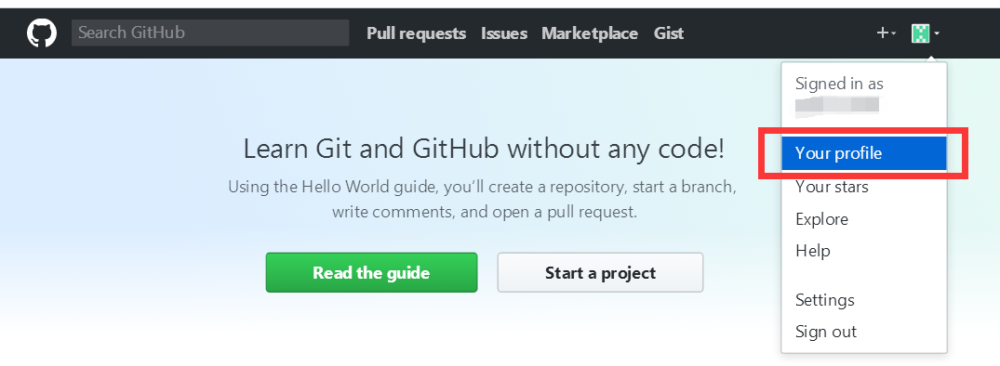 Search GitHub
Pull requests Issues Marketplace Gist
Signed in as
Your profile
Your stars
Explore
Help
Settings
Sign out
Learn Git and GitHub without any code!
Using the Hello World guide, you’ll create a repository, start a branch,
write comments, and open a pull request.
Read the guide
Start a project